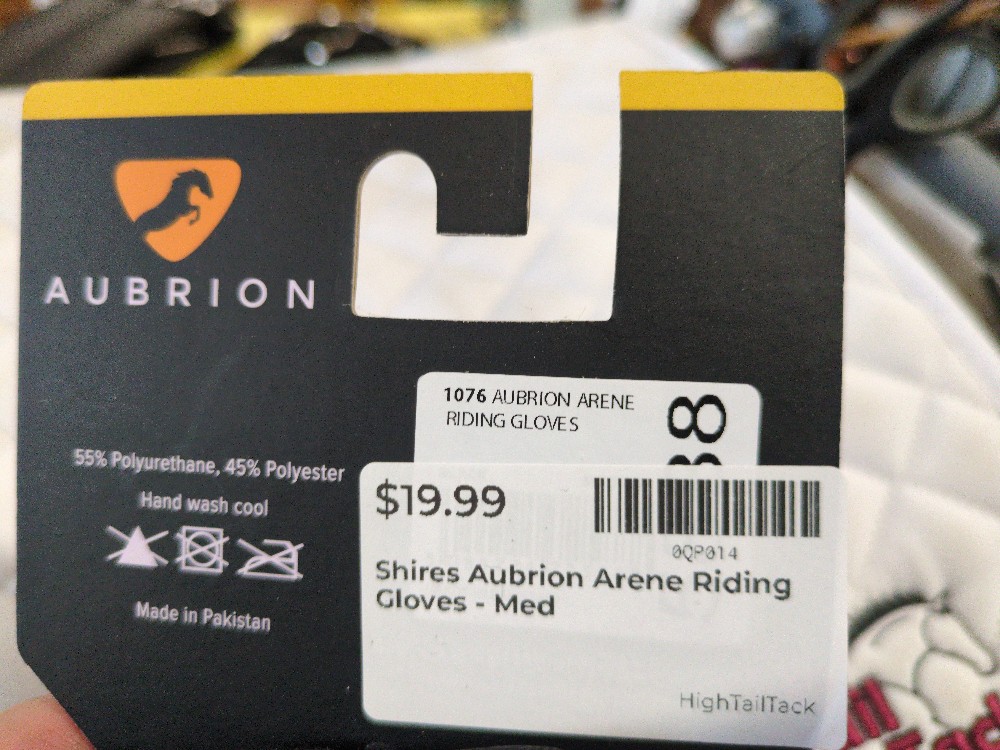 AUBRION
1076 AUBRION ARENE
RIDING GLOVES
55% Polyurethane, 45% Polyester
Hand wash cool
Made in Pakistan
$19.99
0QP014
Shires Aubrion Arene Riding
Gloves - Med
HighTailTack